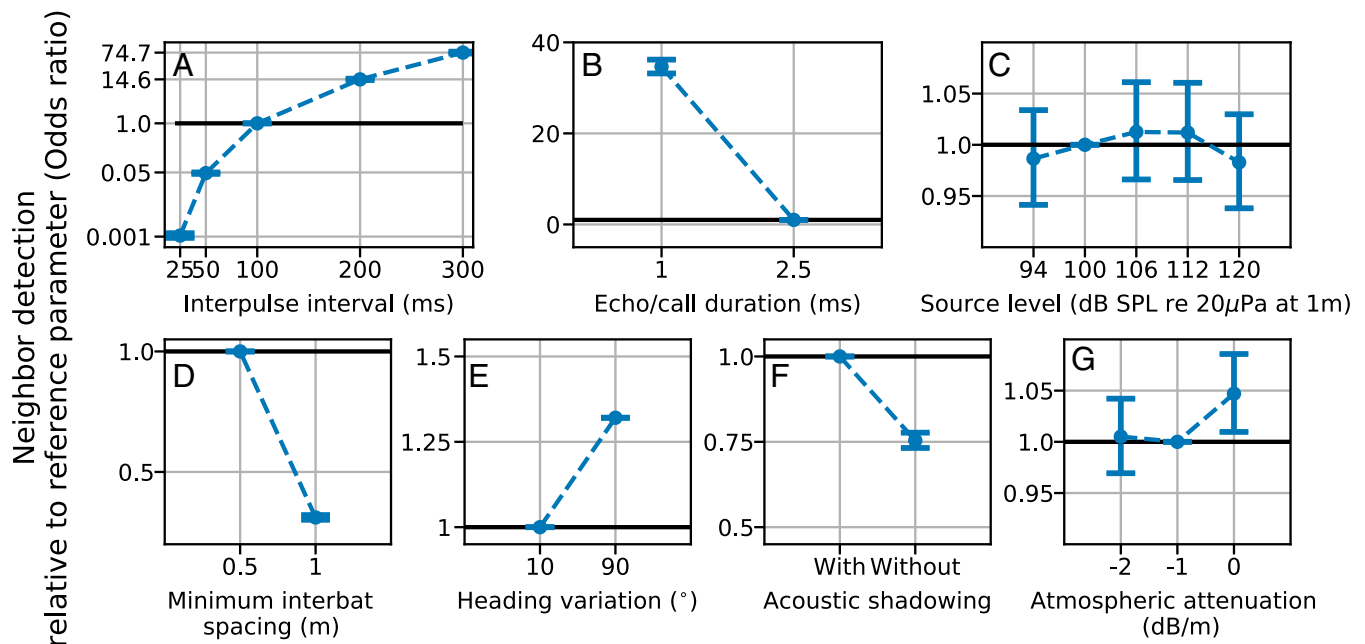 Neighbor detection
relative to reference parameter (Odds ratio)
A
74.7
14.6
1.0
0.05
0.001
25 50 100 200 300
Interpulse interval (ms)
B
40
20
0
1 2.5
Echo/call duration (ms)
C
1.05
1.0
0.95
94 100 106 112 120
Source level (dB SPL re 20μPa at 1m)
D
1.0
0.5
0.5 1
Minimum interbat
spacing (m)
E
1.5
1.25
1
10 90
Heading variation (°)
F
1.0
0.75
0.5
With Without
Acoustic shadowing
G
1.05
1.0
0.95
-2 -1 0
Atmospheric attenuation
(dB/m)